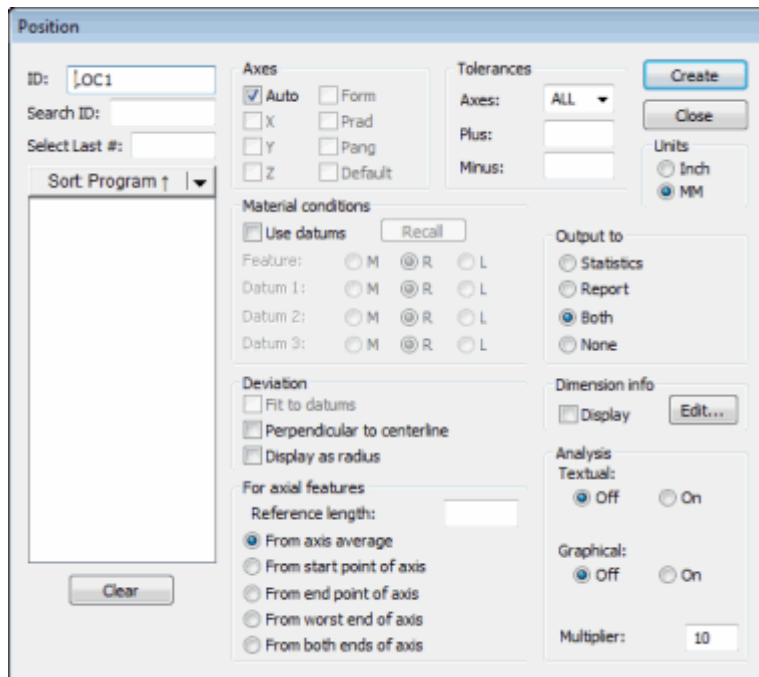 Position
ID: LOC1
Search ID:
Select Last #:
Sort: Program ↑
Clear
Axes
Auto Form
X Prad
Y Pang
Z Default
Tolerances
Axes: ALL
Plus:
Minus:
Create
Close
Units
Inch
MM
Material conditions
Use datums Recall
Feature: M R L
Datum 1: M R L
Datum 2: M R L
Datum 3: M R L
Output to
Statistics
Report
Both
None
Deviation
Fit to datums
Perpendicular to centerline
Display as radius
Dimension info
Display Edit...
For axial features
Reference length:
From axis average
From start point of axis
From end point of axis
From worst end of axis
From both ends of axis
Analysis
Textual:
Off On
Graphical:
Off On
Multiplier: 10